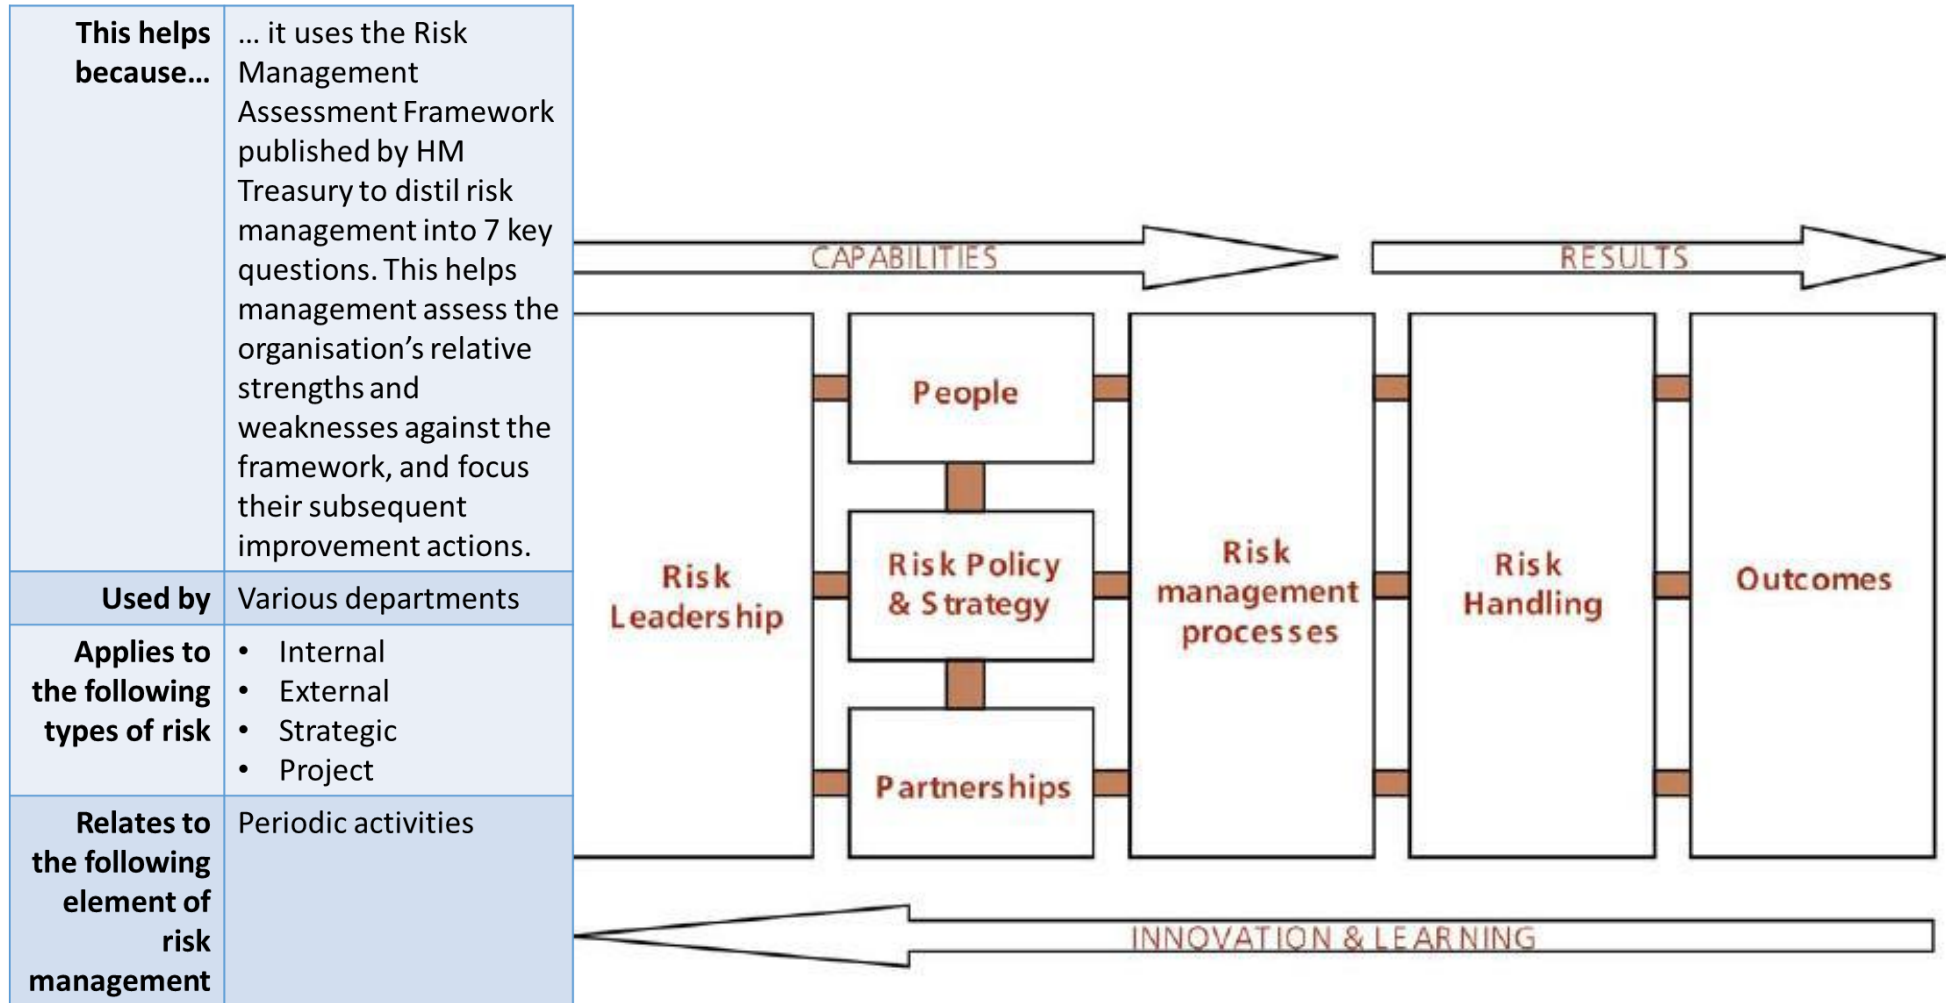 This helps
because…
… it uses the Risk
Management
Assessment Framework
published by HM
Treasury to distil risk
management into 7 key
questions. This helps
management assess the
organisation’s relative
strengths and
weaknesses against the
framework, and focus
their subsequent
improvement actions.
Used by
Various departments
Applies to
the following
types of risk
• Internal
• External
• Strategic
• Project
Relates to
the following
element of
risk
management
Periodic activities
CAPABILITIES
RESULTS
Risk
Leadership
People
Risk Policy
& Strategy
Partnerships
Risk
management
processes
Risk
Handling
Outcomes
INNOVATION & LEARNING